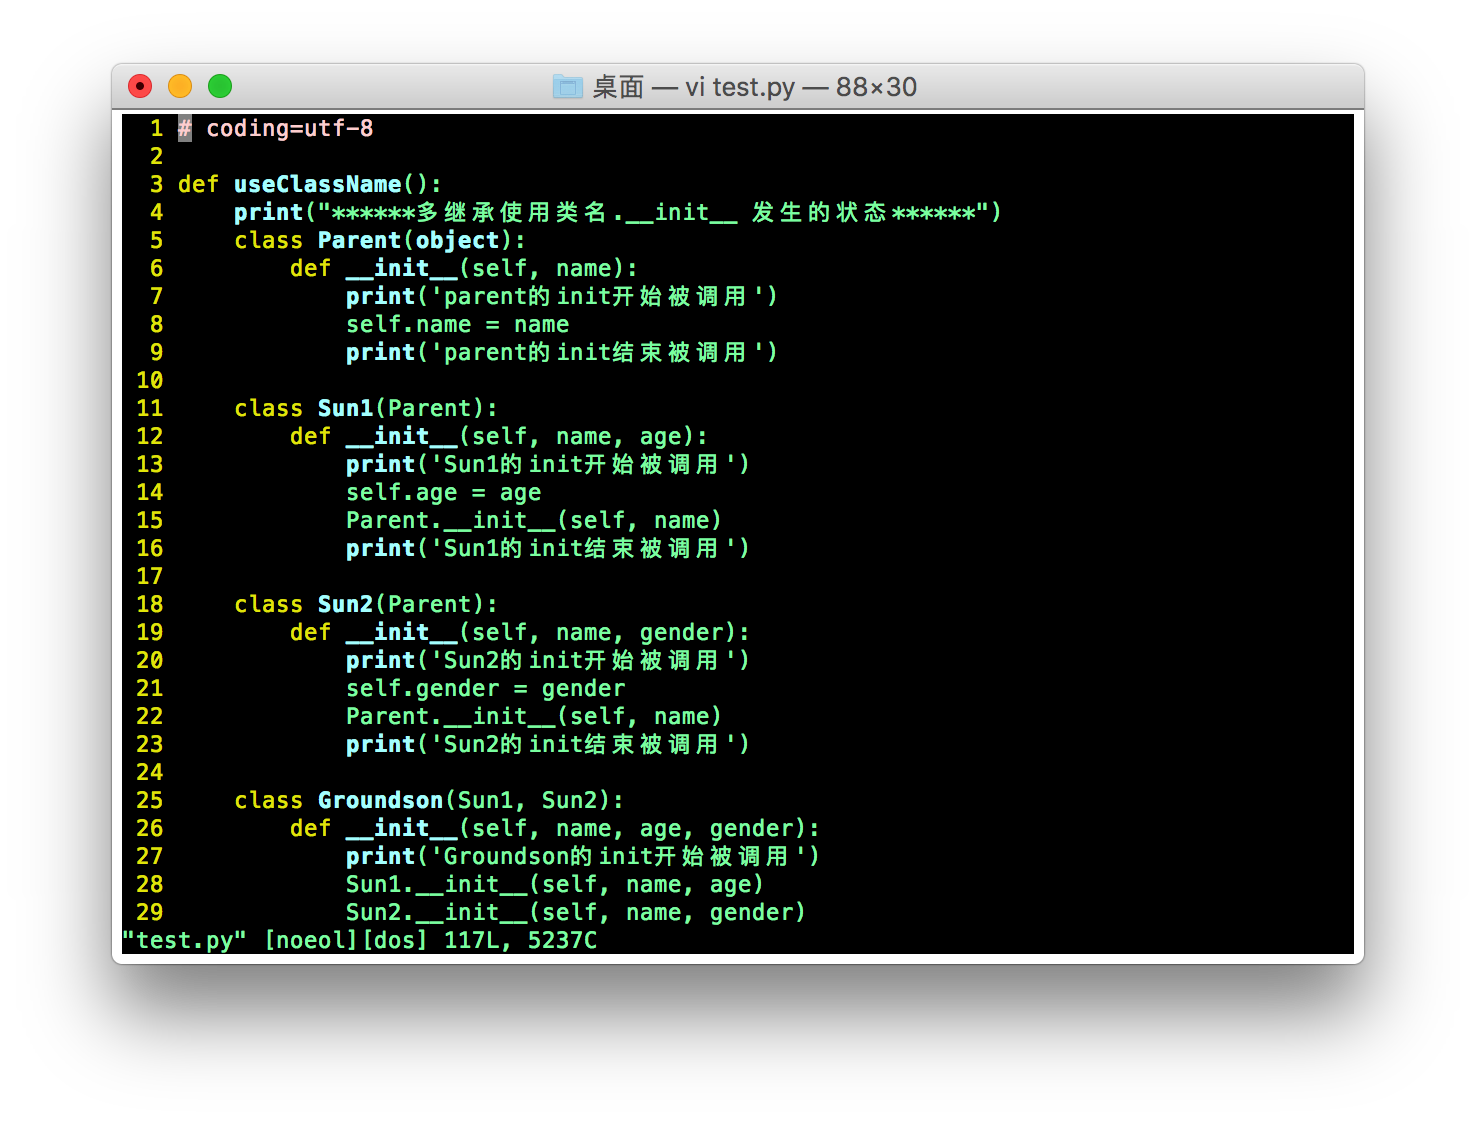 桌面 — vi test.py — 88×30
1 # coding=utf-8
2
3 def useClassName():
4     print("******多继承使用类名.__init__ 发生的状态******")
5     class Parent(object):
6         def __init__(self, name):
7             print('parent的init开始被调用')
8             self.name = name
9             print('parent的init结束被调用')
10
11     class Sun1(Parent):
12         def __init__(self, name, age):
13             print('Sun1的init开始被调用')
14             self.age = age
15             Parent.__init__(self, name)
16             print('Sun1的init结束被调用')
17
18     class Sun2(Parent):
19         def __init__(self, name, gender):
20             print('Sun2的init开始被调用')
21             self.gender = gender
22             Parent.__init__(self, name)
23             print('Sun2的init结束被调用')
24
25     class Groundson(Sun1, Sun2):
26         def __init__(self, name, age, gender):
27             print('Groundson的init开始被调用')
28             Sun1.__init__(self, name, age)
29             Sun2.__init__(self, name, gender)
"test.py" [noeol][dos] 117L, 5237C